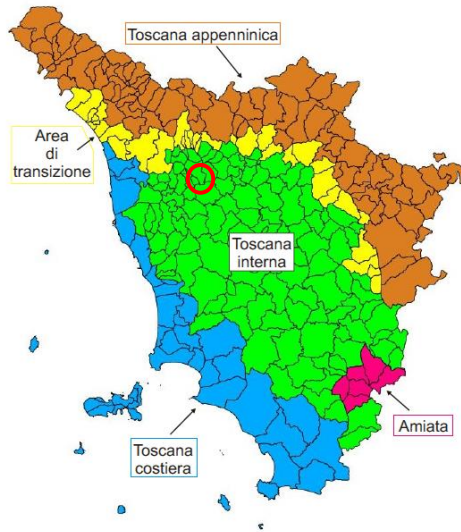 Toscana appenninica
Area
di
transizione
Toscana
interna
Amiata
Toscana
costiera